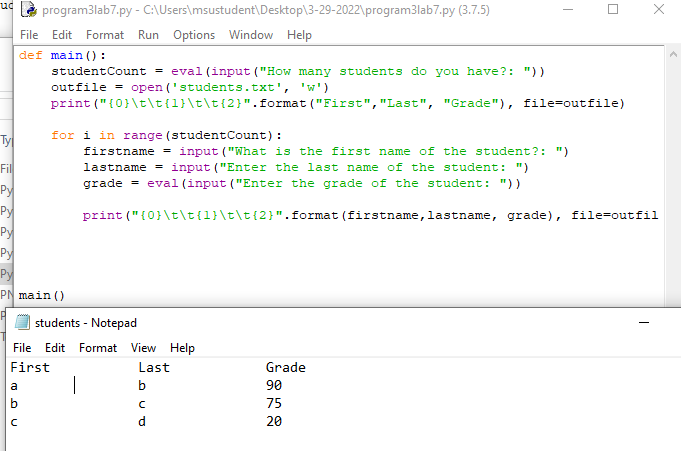 program3lab7.py - C:\Users\msustudent\Desktop\3-29-2022\program3lab7.py (3.7.5)
File Edit Format Run Options Window Help
def main():
    studentCount = eval(input("How many students do you have?: "))
    outfile = open('students.txt', 'w')
    print("{0}\t\t{1}\t\t{2}".format("First","Last", "Grade"), file=outfile)
    for i in range(studentCount):
        firstname = input("What is the first name of the student?: ")
        lastname = input("Enter the last name of the student: ")
        grade = eval(input("Enter the grade of the student: "))
        print("{0}\t\t{1}\t\t{2}".format(firstname,lastname, grade), file=outfil
main()
students - Notepad
File Edit Format View Help
First Last Grade
a b 90
b c 75
c d 20